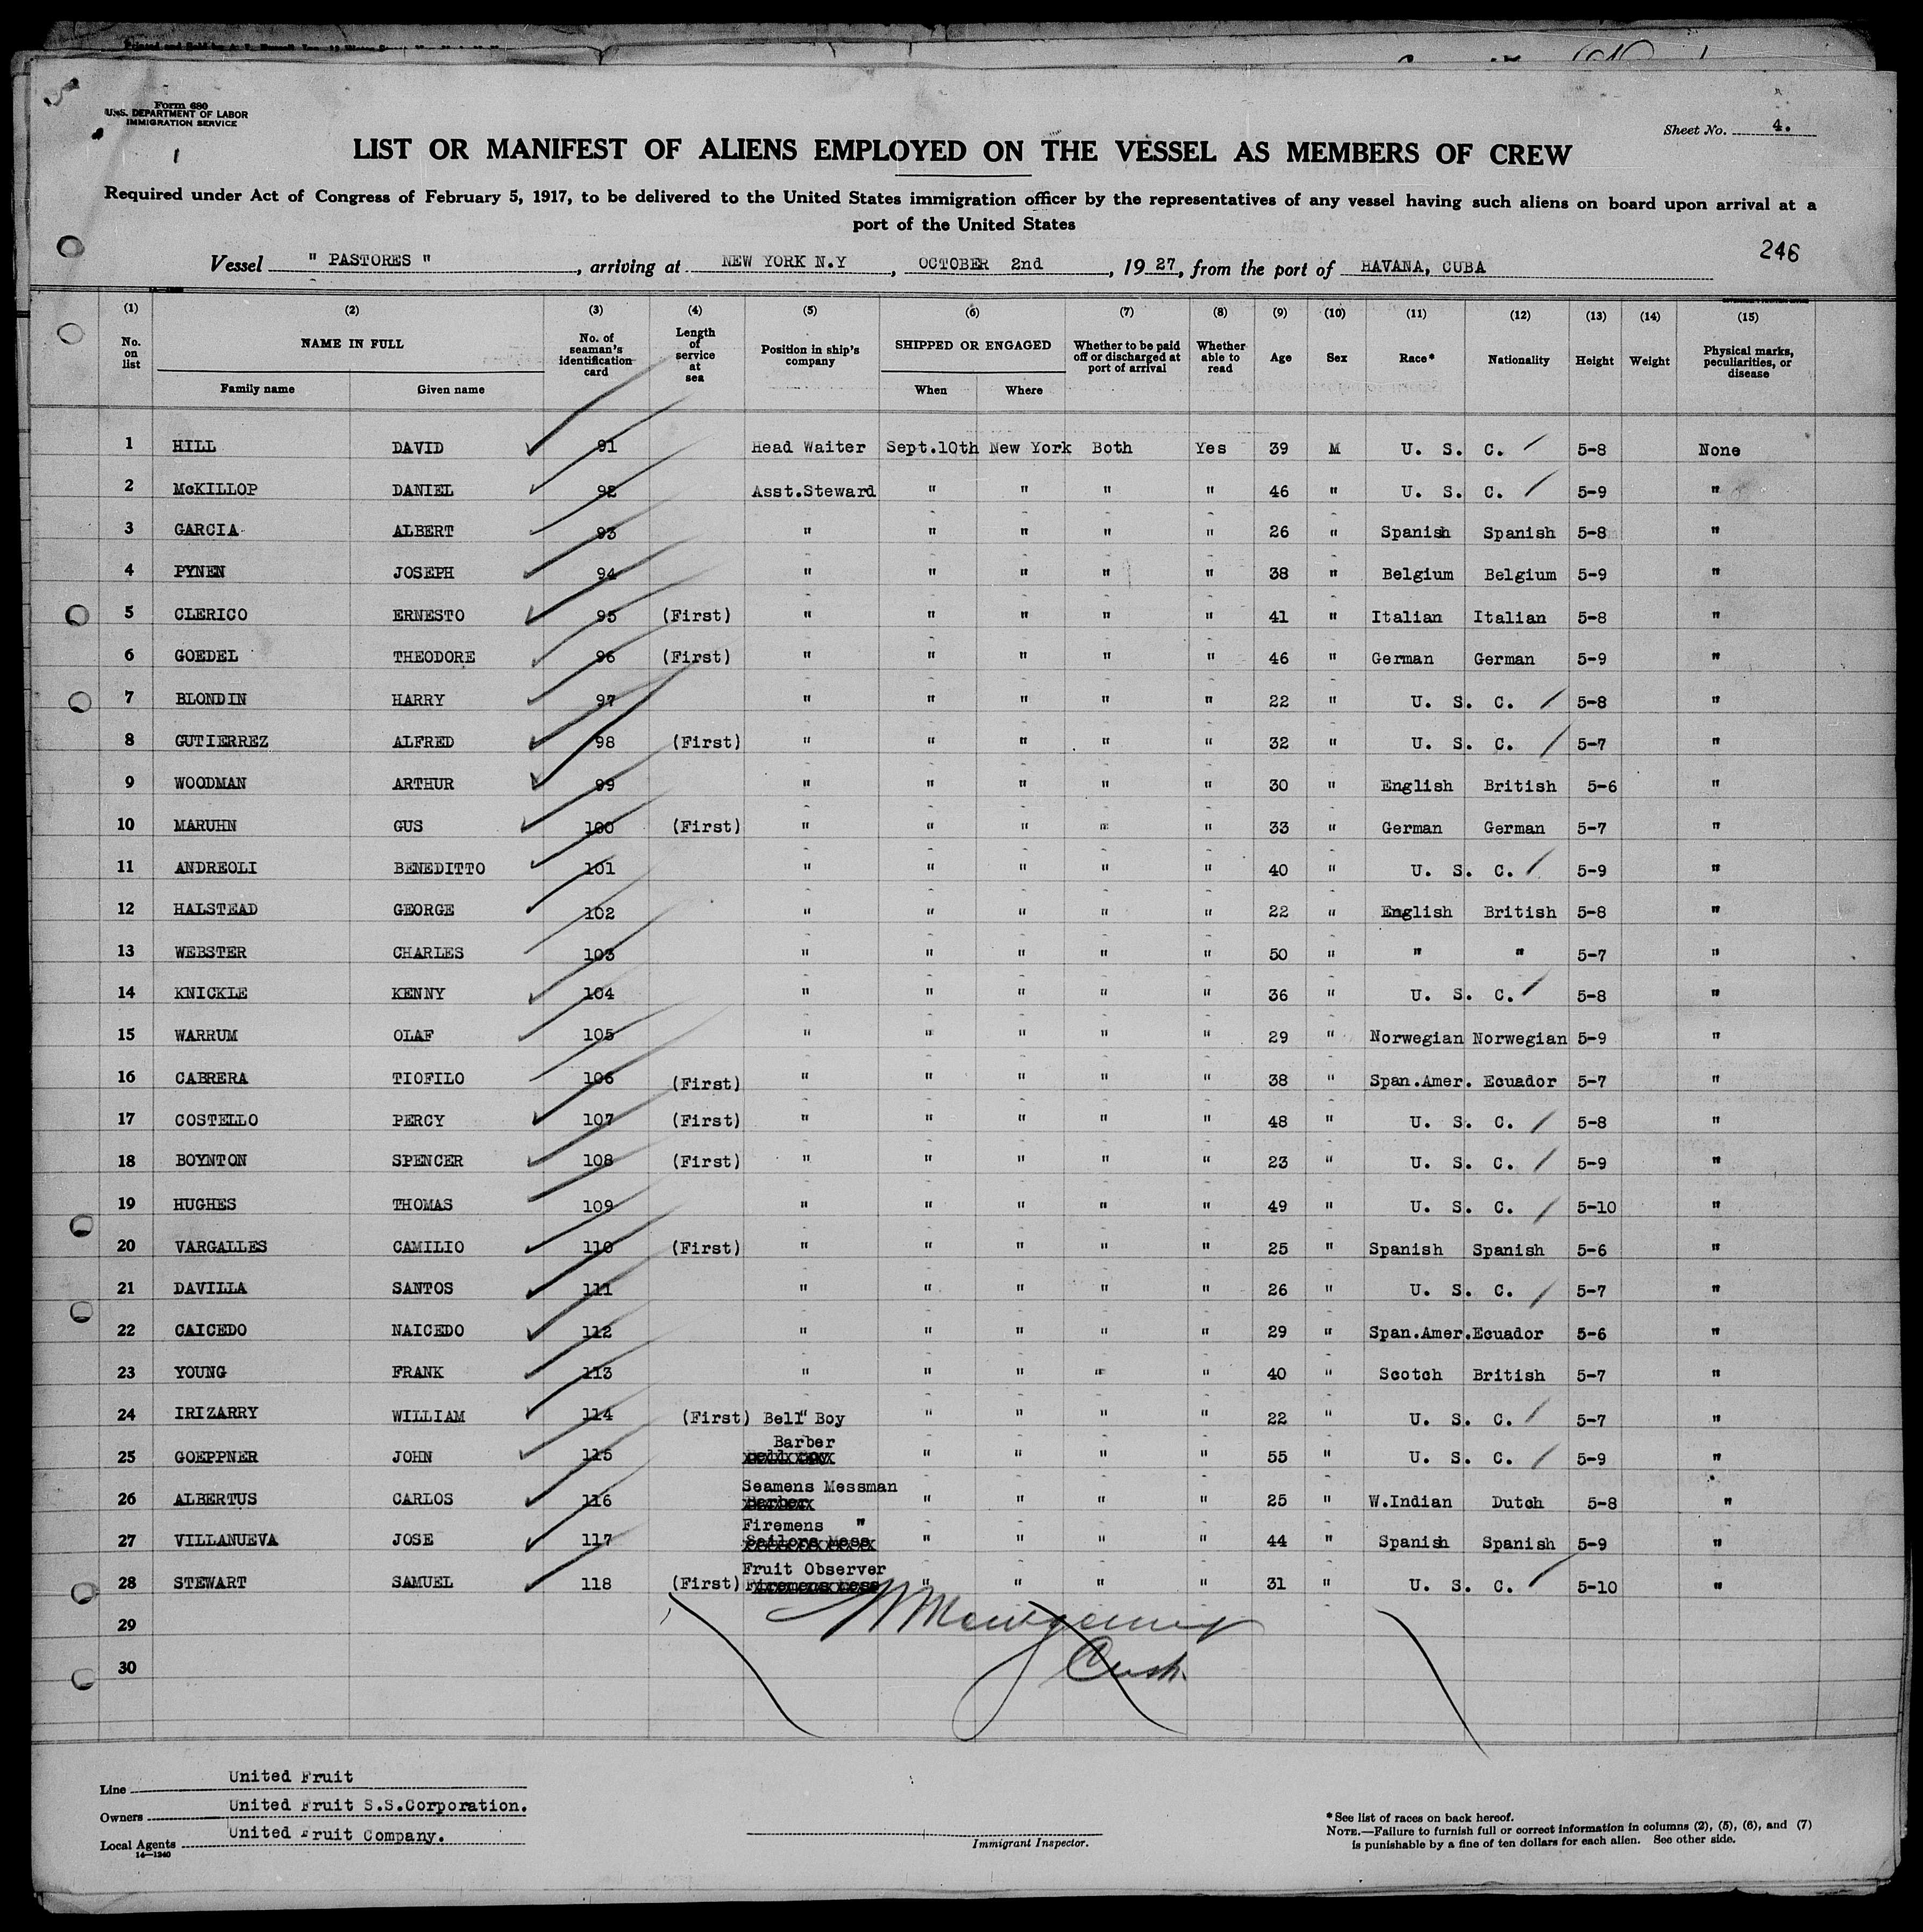 Form 680
U.S. DEPARTMENT OF LABOR
IMMIGRATION SERVICE
Sheet No. 4.
LIST OR MANIFEST OF ALIENS EMPLOYED ON THE VESSEL AS MEMBERS OF CREW
Required under Act of Congress of February 5, 1917, to be delivered to the United States immigration officer by the representatives of any vessel having such aliens on board upon arrival at a
port of the United States
246
Vessel " PASTORES ", arriving at NEW YORK N.Y, OCTOBER 2nd, 1927, from the port of HAVANA, CUBA
(1) (2) (3) (4) (5) (6) (7) (8) (9) (10) (11) (12) (13) (14) (15)
No. on list NAME IN FULL No. of seaman's identification card Length of service at sea Position in ship's company SHIPPED OR ENGAGED Whether to be paid off or discharged at port of arrival Whether able to read Age Sex Race* Nationality Height Weight Physical marks, peculiarities, or disease
Family name Given name When Where
1 HILL DAVID 91 Head Waiter Sept.10th New York Both Yes 39 M U. S. C. 5-8 None
2 McKILLOP DANIEL 92 Asst.Steward " " " " 46 " U. S. C. 5-9 "
3 GARCIA ALBERT 93 " " " " " 26 " Spanish Spanish 5-8 "
4 PYNEN JOSEPH 94 " " " " " 38 " Belgium Belgium 5-9 "
5 CLERICO ERNESTO 95 (First) " " " " " 41 " Italian Italian 5-8 "
6 GOEDEL THEODORE 96 (First) " " " " " 46 " German German 5-9 "
7 BLONDIN HARRY 97 " " " " " 22 " U. S. C. 5-8 "
8 GUTIERREZ ALFRED 98 (First) " " " " " 32 " U. S. C. 5-7 "
9 WOODMAN ARTHUR 99 " " " " " 30 " English British 5-6 "
10 MARUHN GUS 100 (First) " " " " " 33 " German German 5-7 "
11 ANDREOLI BENEDITTO 101 " " " " " 40 " U. S. C. 5-9 "
12 HALSTEAD GEORGE 102 " " " " " 22 " English British 5-8 "
13 WEBSTER CHARLES 103 " " " " " 50 " " " 5-7 "
14 KNICKLE KENNY 104 " " " " " 36 " U. S. C. 5-8 "
15 WARRUM OLAF 105 " " " " " 29 " Norwegian Norwegian 5-9 "
16 CABRERA TIOFILO 106 (First) " " " " " 38 " Span.Amer. Ecuador 5-7 "
17 COSTELLO PERCY 107 (First) " " " " " 48 " U. S. C. 5-8 "
18 BOYNTON SPENCER 108 (First) " " " " " 23 " U. S. C. 5-9 "
19 HUGHES THOMAS 109 " " " " " 49 " U. S. C. 5-10 "
20 VARGALLES CAMILIO 110 (First) " " " " " 25 " Spanish Spanish 5-6 "
21 DAVILLA SANTOS 111 " " " " " 26 " U. S. C. 5-7 "
22 CAICEDO NAICEDO 112 " " " " " 29 " Span.Amer. Ecuador 5-6 "
23 YOUNG FRANK 113 " " " " " 40 " Scotch British 5-7 "
24 IRIZARRY WILLIAM 114 (First) Bell " Boy " " " " 22 " U. S. C. 5-7 "
Barber
25 GOEPPNER JOHN 115 Bell Boy " " " " 55 " U. S. C. 5-9 "
Seamens Messman
26 ALBERTUS CARLOS 116 Barber " " " " 25 " W.Indian Dutch 5-8 "
Firemens "
27 VILLANUEVA JOSE 117 Sailors Mess " " " " 44 " Spanish Spanish 5-9 "
Fruit Observer
28 STEWART SAMUEL 118 (First) Firemens Mess " " " " 31 " U. S. C. 5-10 "
29
30
Line United Fruit
Owners United Fruit S.S.Corporation.
Local Agents United Fruit Company.
14—1240
Immigrant Inspector.
* See list of races on back hereof.
NOTE.—Failure to furnish full or correct information in columns (2), (5), (6), and (7)
is punishable by a fine of ten dollars for each alien. See other side.